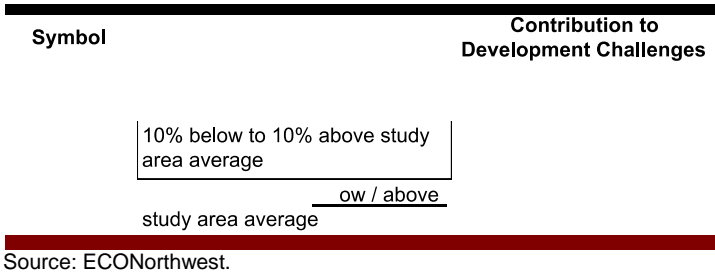 Contribution to
Symbol
Development Challenges
10% below to 10% above study
area average
ow / above
study area average
Source: ECONorthwest.